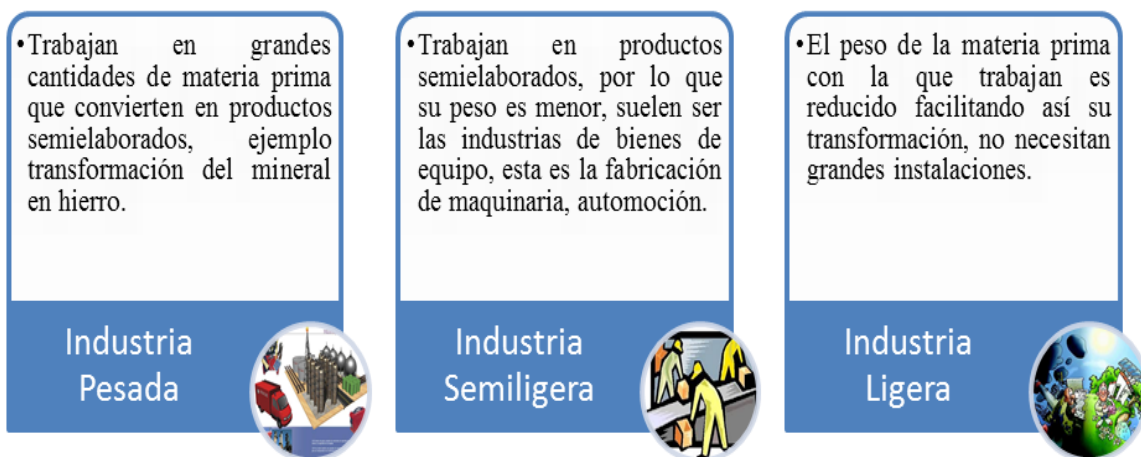 •Trabajan en grandes
cantidades de materia prima
que convierten en productos
semielaborados, ejemplo
transformación del mineral
en hierro.
Industria
Pesada
•Trabajan en productos
semielaborados, por lo que
su peso es menor, suelen ser
las industrias de bienes de
equipo, esta es la fabricación
de maquinaria, automoción.
Industria
Semiligera
•El peso de la materia prima
con la que trabajan es
reducido facilitando así su
transformación, no necesitan
grandes instalaciones.
Industria
Ligera